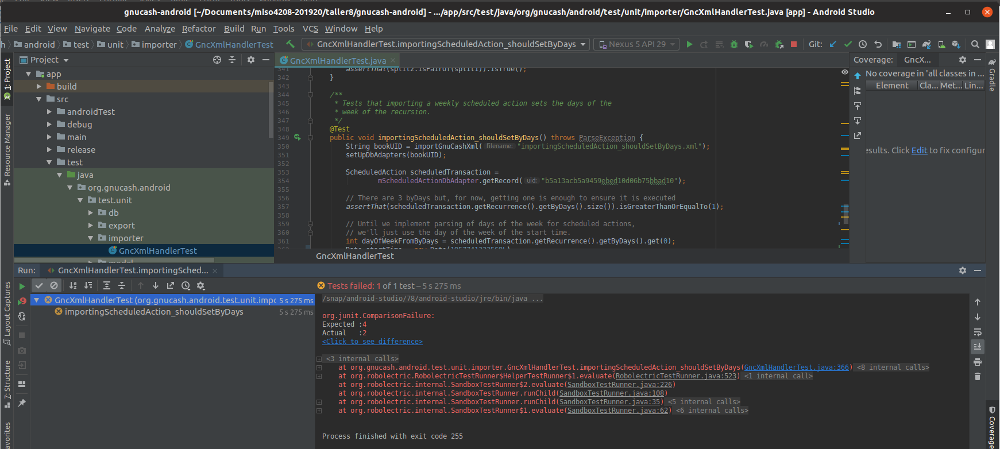 gnucash-android [~/Documents/miso4208-201920/taller8/gnucash-android] - .../app/src/test/java/org/gnucash/android/test/unit/importer/GncXmlHandlerTest.java [app] - Android Studio
File Edit View Navigate Code Analyze Refactor Build Run Tools VCS Window Help
h android test unit importer GncXmlHandlerTest GncXmlHandlerTest.importingScheduledAction_shouldSetByDays Nexus 5 API 29 Git:
1: Project
Resource Manager
Layout Captures
7: Structure
avorites
Project
app
build
src
androidTest
debug
main
release
test
java
org.gnucash.android
test.unit
db
export
importer
GncXmlHandlerTest
model
GncXmlHandlerTest.java
341 assertThat(split2.isPairOf(split1)).isTrue();
342 }
343
344 /**
345 * Tests that importing a weekly scheduled action sets the days of the
346 * week of the recursion.
347 */
348 @Test
349 public void importingScheduledAction_shouldSetByDays() throws ParseException {
350 String bookUID = importGnuCashXml( filename: "importingScheduledAction_shouldSetByDays.xml");
351 setUpDbAdapters(bookUID);
352
353 ScheduledAction scheduledTransaction =
354 mScheduledActionDbAdapter.getRecord( uid: "b5a13acb5a9459ebed10d06b75bbad10");
355
356 // There are 3 byDays but, for now, getting one is enough to ensure it is executed
357 assertThat(scheduledTransaction.getRecurrence().getByDays().size()).isGreaterThanOrEqualTo(1);
358
359 // Until we implement parsing of days of the week for scheduled actions,
360 // we'll just use the day of the week of the start time.
361 int dayOfWeekFromByDays = scheduledTransaction.getRecurrence().getByDays().get(0);
GncXmlHandlerTest
Coverage: GncX...
No coverage in 'all classes in ...
Element Cla... Met... Lin...
esults. Click Edit to fix configur
Gradle
Coverage
Run: GncXmlHandlerTest.importingSched...
Tests failed: 1 of 1 test – 5 s 275 ms
GncXmlHandlerTest (org.gnucash.android.test.unit.impo 5 s 275 ms
importingScheduledAction_shouldSetByDays 5 s 275 ms
/snap/android-studio/78/android-studio/jre/bin/java ...
org.junit.ComparisonFailure:
Expected :4
Actual :2
<Click to see difference>
<3 internal calls>
at org.gnucash.android.test.unit.importer.GncXmlHandlerTest.importingScheduledAction_shouldSetByDays(GncXmlHandlerTest.java:366) <8 internal calls>
at org.robolectric.RobolectricTestRunner$HelperTestRunner$1.evaluate(RobolectricTestRunner.java:523) <1 internal call>
at org.robolectric.internal.SandboxTestRunner$2.evaluate(SandboxTestRunner.java:226)
at org.robolectric.internal.SandboxTestRunner.runChild(SandboxTestRunner.java:108)
at org.robolectric.internal.SandboxTestRunner.runChild(SandboxTestRunner.java:35) <5 internal calls>
at org.robolectric.internal.SandboxTestRunner$1.evaluate(SandboxTestRunner.java:62) <6 internal calls>
Process finished with exit code 255